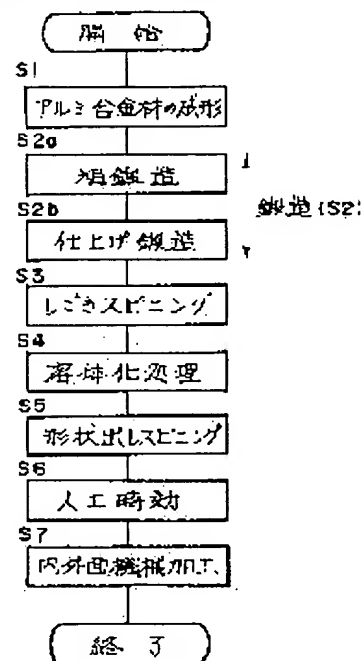 開始
S1
アルミ合金材の成形
S2a
粗鍛造
S2b
仕上げ鍛造
鍛造(S2)
S3
しごきスピニング
S4
溶体化処理
S5
形状出しスピニング
S6
人工時効
S7
内外面機械加工
終了